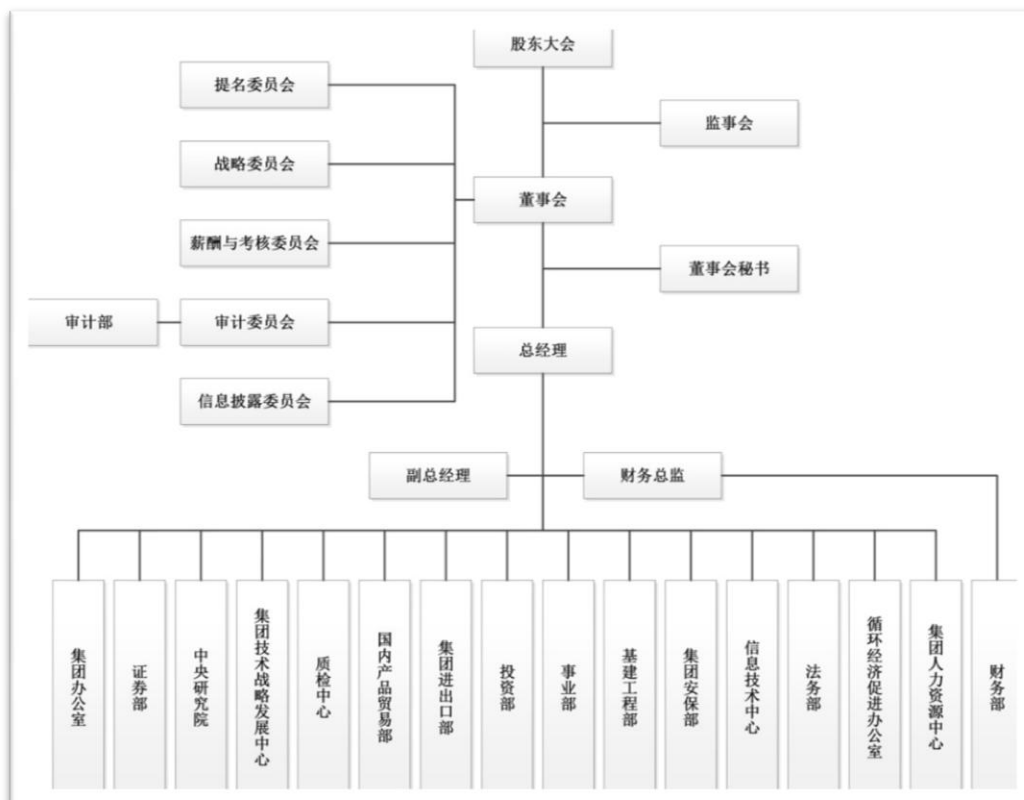 股东大会
提名委员会
监事会
战略委员会
董事会
薪酬与考核委员会
董事会秘书
审计部
审计委员会
总经理
信息披露委员会
副总经理
财务总监
集团办公室
证券部
中央研究院
集团技术战略发展中心
质检中心
国内产品贸易部
集团进出口部
投资部
事业部
基建工程部
集团安保部
信息技术中心
法务部
循环经济促进办公室
集团人力资源中心
财务部